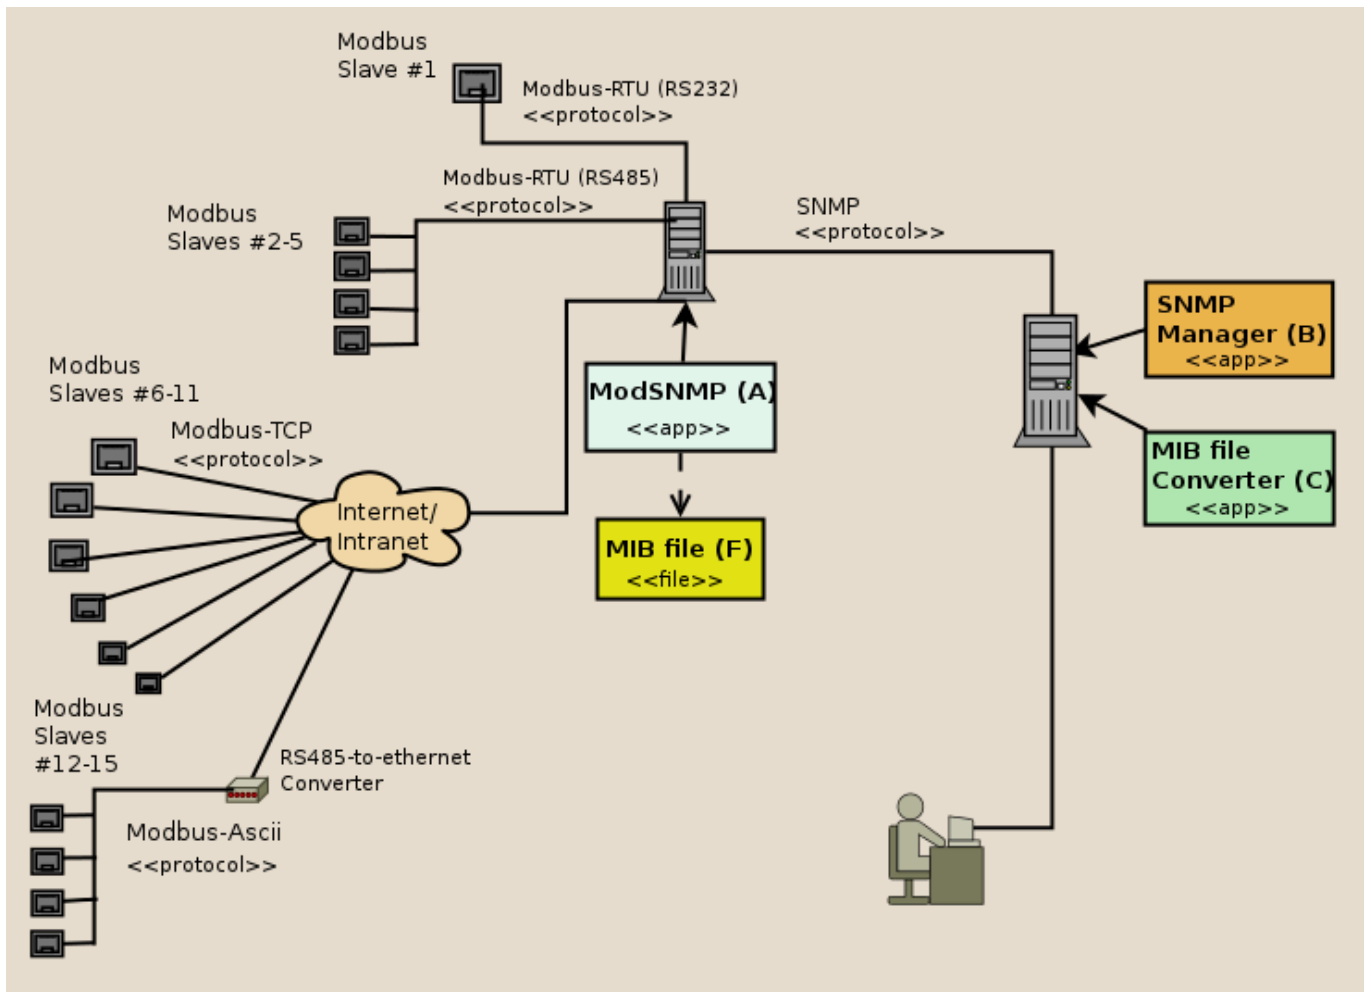 Modbus
Slave #1
Modbus-RTU (RS232)
<<protocol>>
Modbus-RTU (RS485)
<<protocol>>
Modbus
Slaves #2-5
SNMP
<<protocol>>
SNMP
Manager (B)
<<app>>
Modbus
Slaves #6-11
Modbus-TCP
<<protocol>>
ModSNMP (A)
<<app>>
MIB file
Converter (C)
<<app>>
Internet/
Intranet
MIB file (F)
<<file>>
Modbus
Slaves
#12-15
RS485-to-ethernet
Converter
Modbus-Ascii
<<protocol>>